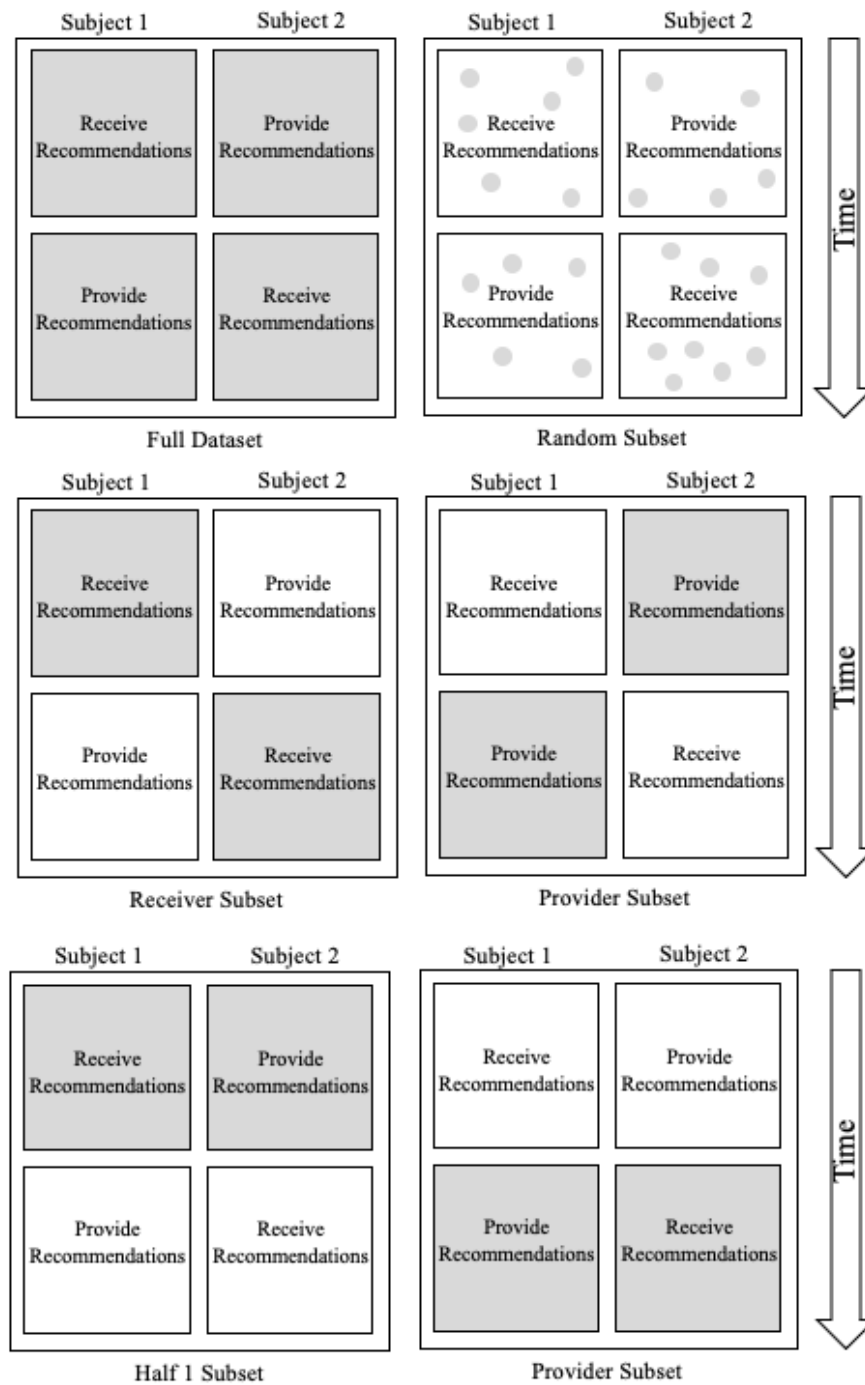 Subject 1 Subject 2
Receive Provide
Recommendations Recommendations
Provide Receive
Recommendations Recommendations
Full Dataset
Subject 1 Subject 2
Receive Provide
Recommendations Recommendations
Provide Receive
Recommendations Recommendations
Random Subset
Time
Subject 1 Subject 2
Receive Provide
Recommendations Recommendations
Provide Receive
Recommendations Recommendations
Receiver Subset
Subject 1 Subject 2
Receive Provide
Recommendations Recommendations
Provide Receive
Recommendations Recommendations
Provider Subset
Time
Subject 1 Subject 2
Receive Provide
Recommendations Recommendations
Provide Receive
Recommendations Recommendations
Half 1 Subset
Subject 1 Subject 2
Receive Provide
Recommendations Recommendations
Provide Receive
Recommendations Recommendations
Provider Subset
Time